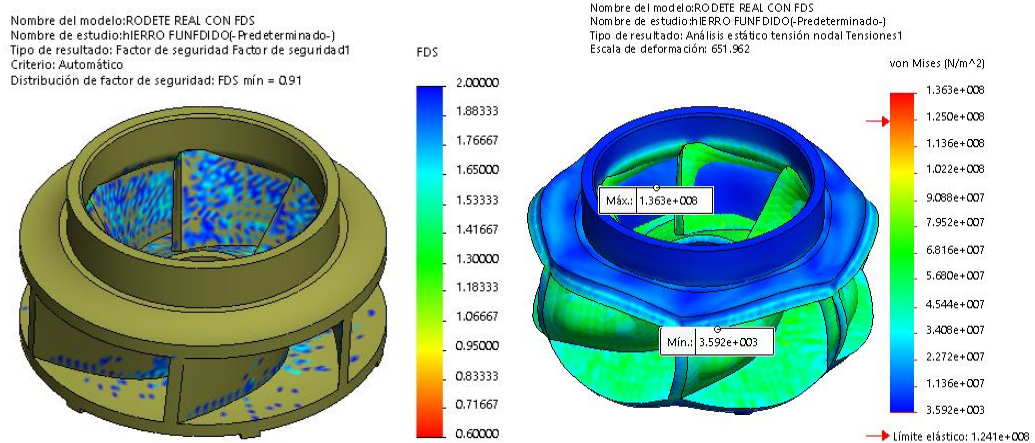 Nombre del modelo:RODETE REAL CON FDS
Nombre de estudio:hIERRO FUNFDIDO(-Predeterminado-)
Tipo de resultado: Factor de seguridad Factor de seguridad1
Criterio: Automático
Distribución de factor de seguridad: FDS mín = 0.91
FDS
2.00000
1.88333
1.76667
1.65000
1.53333
1.41667
1.30000
1.18333
1.06667
0.95000
0.83333
0.71667
0.60000
Nombre del modelo:RODETE REAL CON FDS
Nombre de estudio:hIERRO FUNFDIDO(-Predeterminado-)
Tipo de resultado: Análisis estático tensión nodal Tensiones1
Escala de deformación: 651.962
von Mises (N/m^2)
1.363e+008
1.250e+008
1.136e+008
1.022e+008
9.088e+007
7.952e+007
6.816e+007
5.680e+007
4.544e+007
3.408e+007
2.272e+007
1.136e+007
3.592e+003
Límite elástico: 1.241e+008
Máx.: 1.363e+008
Mín.: 3.592e+003